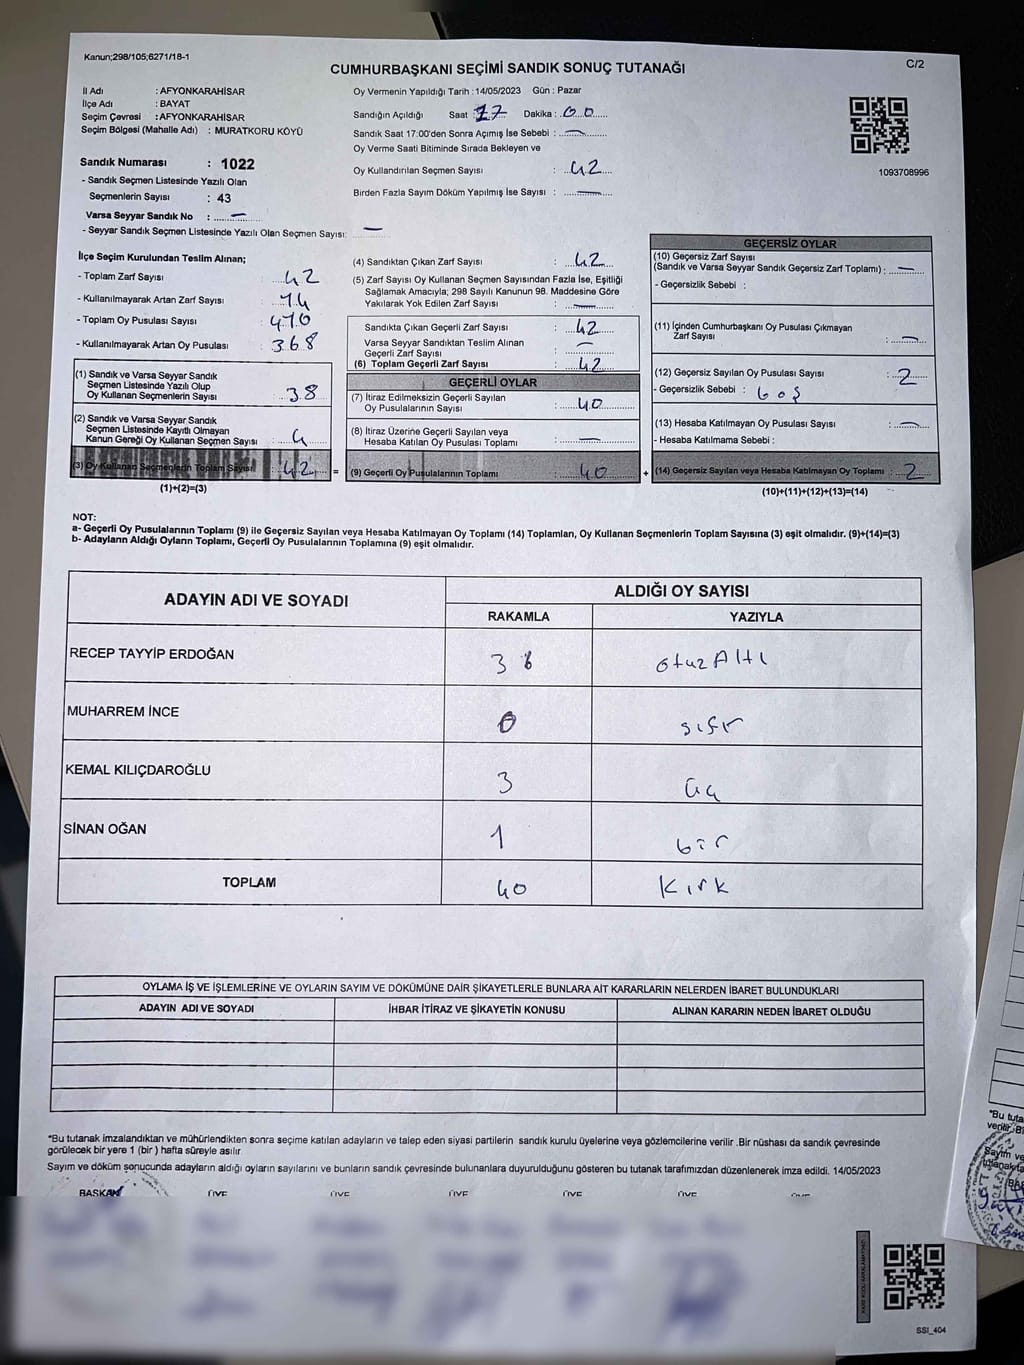 Kanun;298/105;6271/18-1
C/2
CUMHURBAŞKANI SEÇİMİ SANDIK SONUÇ TUTANAĞI
İl Adı : AFYONKARAHİSAR
İlçe Adı : BAYAT
Seçim Çevresi : AFYONKARAHİSAR
Seçim Bölgesi (Mahalle Adı) : MURATKORU KÖYÜ
Oy Vermenin Yapıldığı Tarih : 14/05/2023 Gün : Pazar
Sandığın Açıldığı Saat : 17 Dakika : 00
Sandık Saat 17:00'den Sonra Açımış İse Sebebi : —
Oy Verme Saati Bitiminde Sırada Bekleyen ve
Oy Kullandırılan Seçmen Sayısı : 42
Birden Fazla Sayım Döküm Yapılmış İse Sayısı : —
1093708996
Sandık Numarası : 1022
- Sandık Seçmen Listesinde Yazılı Olan
Seçmenlerin Sayısı : 43
Varsa Seyyar Sandık No : —
- Seyyar Sandık Seçmen Listesinde Yazılı Olan Seçmen Sayısı: —
İlçe Seçim Kurulundan Teslim Alınan;
- Toplam Zarf Sayısı : 42
- Kullanılmayarak Artan Zarf Sayısı :
- Toplam Oy Pusulası Sayısı : 410
- Kullanılmayarak Artan Oy Pusulası : 368
(1) Sandık ve Varsa Seyyar Sandık
Seçmen Listesinde Yazılı Olup
Oy Kullanan Seçmenlerin Sayısı : 38
(2) Sandık ve Varsa Seyyar Sandık
Seçmen Listesinde Kayıtlı Olmayan
Kanun Gereği Oy Kullanan Seçmen Sayısı : 4
(3) Oy Kullanan Seçmenlerin Toplam Sayısı : 42
(1)+(2)=(3)
(4) Sandıktan Çıkan Zarf Sayısı : 42
(5) Zarf Sayısı Oy Kullanan Seçmen Sayısından Fazla İse, Eşitliği
Sağlamak Amacıyla; 298 Sayılı Kanunun 98. Maddesine Göre
Yakılarak Yok Edilen Zarf Sayısı : —
Sandıkta Çıkan Geçerli Zarf Sayısı : 42
Varsa Seyyar Sandıktan Teslim Alınan
Geçerli Zarf Sayısı : —
(6) Toplam Geçerli Zarf Sayısı : 42
GEÇERLİ OYLAR
(7) İtiraz Edilmeksizin Geçerli Sayılan
Oy Pusulalarının Sayısı : 40
(8) İtiraz Üzerine Geçerli Sayılan veya
Hesaba Katılan Oy Pusulası Toplamı : —
= (9) Geçerli Oy Pusulalarının Toplamı : 40
GEÇERSİZ OYLAR
(10) Geçersiz Zarf Sayısı
(Sandık ve Varsa Seyyar Sandık Geçersiz Zarf Toplamı) : —
- Geçersizlik Sebebi :
(11) İçinden Cumhurbaşkanı Oy Pusulası Çıkmayan
Zarf Sayısı : —
(12) Geçersiz Sayılan Oy Pusulası Sayısı : 2
- Geçersizlik Sebebi : boş
(13) Hesaba Katılmayan Oy Pusulası Sayısı : —
- Hesaba Katılmama Sebebi :
+ (14) Geçersiz Sayılan veya Hesaba Katılmayan Oy Toplamı : 2
(10)+(11)+(12)+(13)=(14)
NOT:
a- Geçerli Oy Pusulalarının Toplamı (9) ile Geçersiz Sayılan veya Hesaba Katılmayan Oy Toplamı (14) Toplamları, Oy Kullanan Seçmenlerin Toplam Sayısına (3) eşit olmalıdır. (9)+(14)=(3)
b- Adayların Aldığı Oyların Toplamı, Geçerli Oy Pusulalarının Toplamına (9) eşit olmalıdır.
ADAYIN ADI VE SOYADI
ALDIĞI OY SAYISI
RAKAMLA YAZIYLA
RECEP TAYYİP ERDOĞAN 36 otuzAltı
MUHARREM İNCE 0 sıfır
KEMAL KILIÇDAROĞLU 3 üç
SİNAN OĞAN 1 bir
TOPLAM 40 Kırk
OYLAMA İŞ VE İŞLEMLERİNE VE OYLARIN SAYIM VE DÖKÜMÜNE DAİR ŞİKAYETLERLE BUNLARA AİT KARARLARIN NELERDEN İBARET BULUNDUKLARI
ADAYIN ADI VE SOYADI İHBAR İTİRAZ VE ŞİKAYETİN KONUSU ALINAN KARARIN NEDEN İBARET OLDUĞU
*Bu tutanak imzalandıktan ve mühürlendikten sonra seçime katılan adayların ve talep eden siyasi partilerin sandık kurulu üyelerine veya gözlemcilerine verilir .Bir nüshası da sandık çevresinde
görülecek bir yere 1 (bir ) hafta süreyle asılır
Sayım ve döküm sonucunda adayların aldığı oyların sayılarını ve bunların sandık çevresinde bulunanlara duyurulduğunu gösteren bu tutanak tarafımızdan düzenlenerek imza edildi. 14/05/2023
BAŞKAN ÜYE ÜYE ÜYE ÜYE ÜYE ÜYE
SSI_404
*Bu tuta
verilir .B
Sayım ve